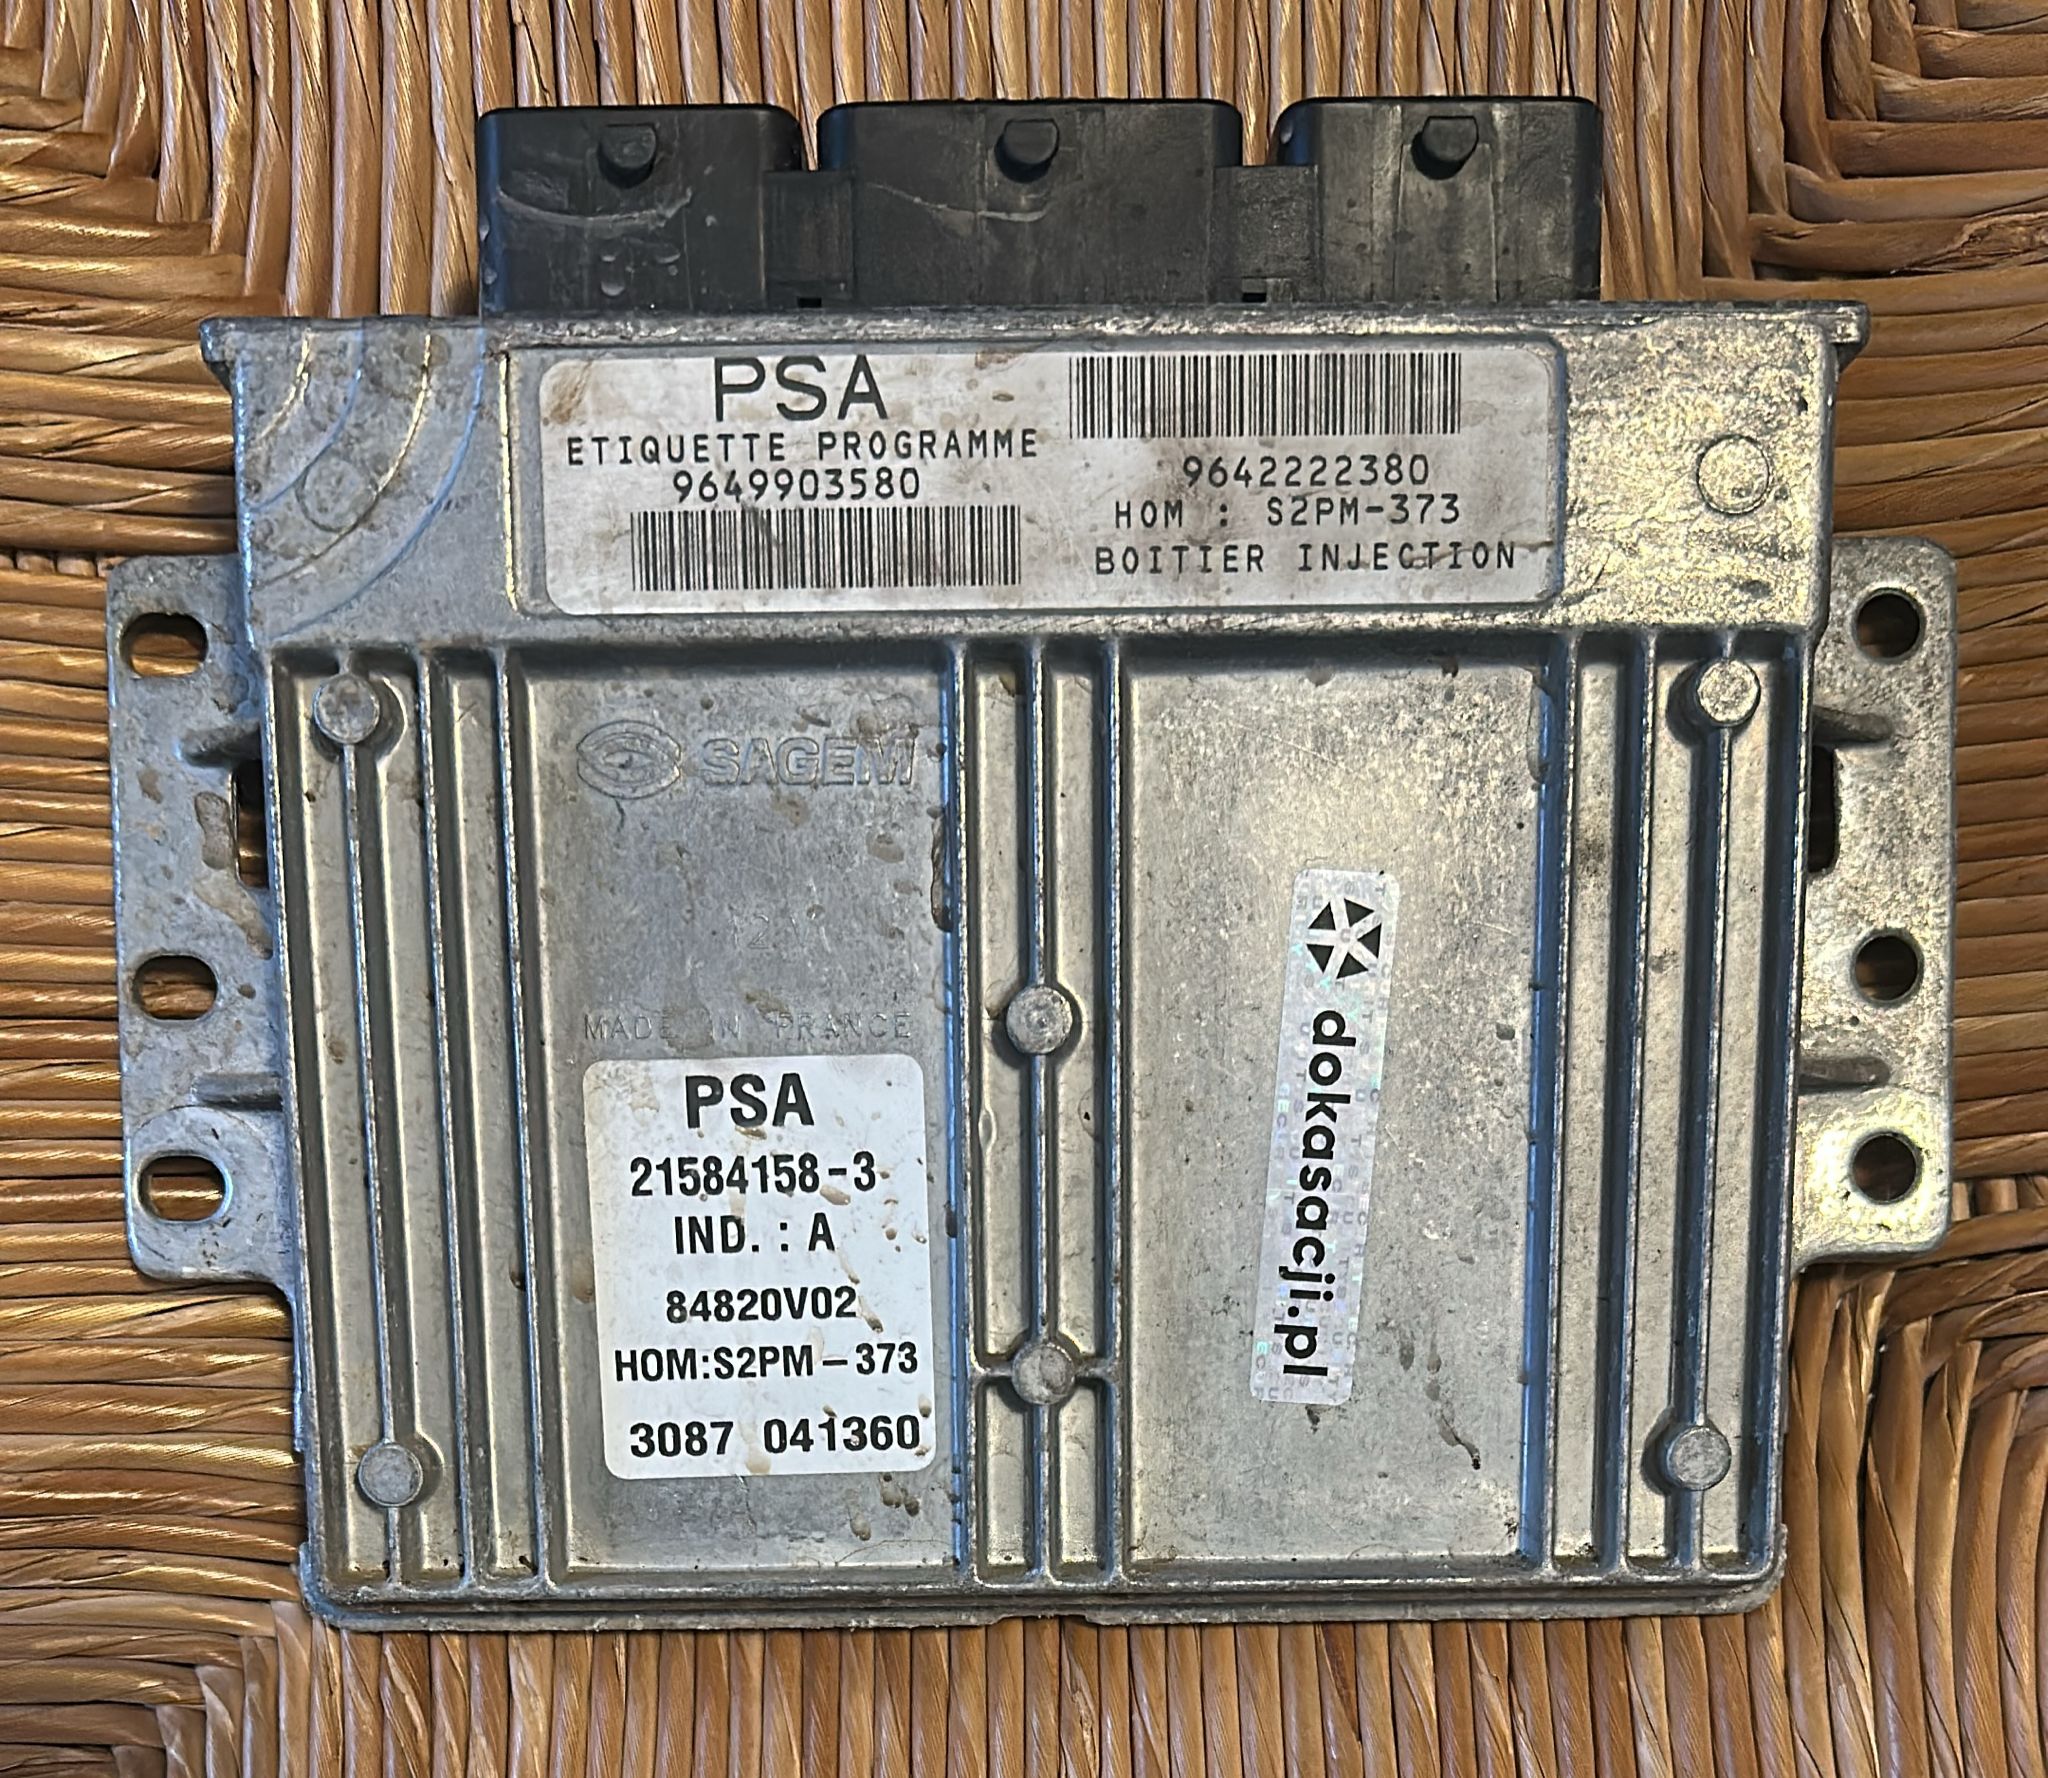 PSA
ETIQUETTE PROGRAMME
9649903580
9642222380
HOM : S2PM-373
BOITIER INJECTION
SAGEM
12 V
MADE IN FRANCE
PSA
21584158-3
IND. : A
84820V02
HOM:S2PM-373
3087 041360
dokasacji.pl